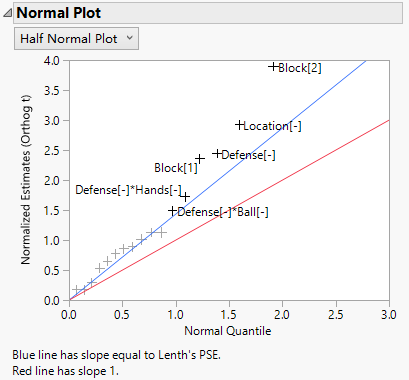 Normal Plot
Half Normal Plot
Normalized Estimates (Orthog t)
4.0
3.5
3.0
2.5
2.0
1.5
1.0
0.5
0.0
Block[2]
Location[-]
Defense[-]
Block[1]
Defense[-]*Hands[-]
Defense[-]*Ball[-]
0.0 0.5 1.0 1.5 2.0 2.5 3.0
Normal Quantile
Blue line has slope equal to Lenth's PSE.
Red line has slope 1.